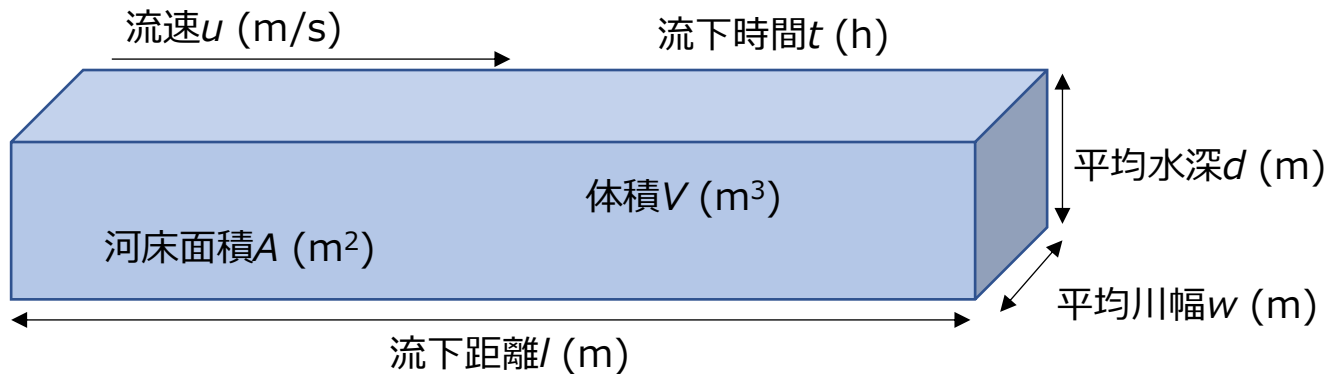 流速u (m/s)
流下時間t (h)
平均水深d (m)
体積V (m³)
河床面積A (m²)
平均川幅w (m)
流下距離l (m)